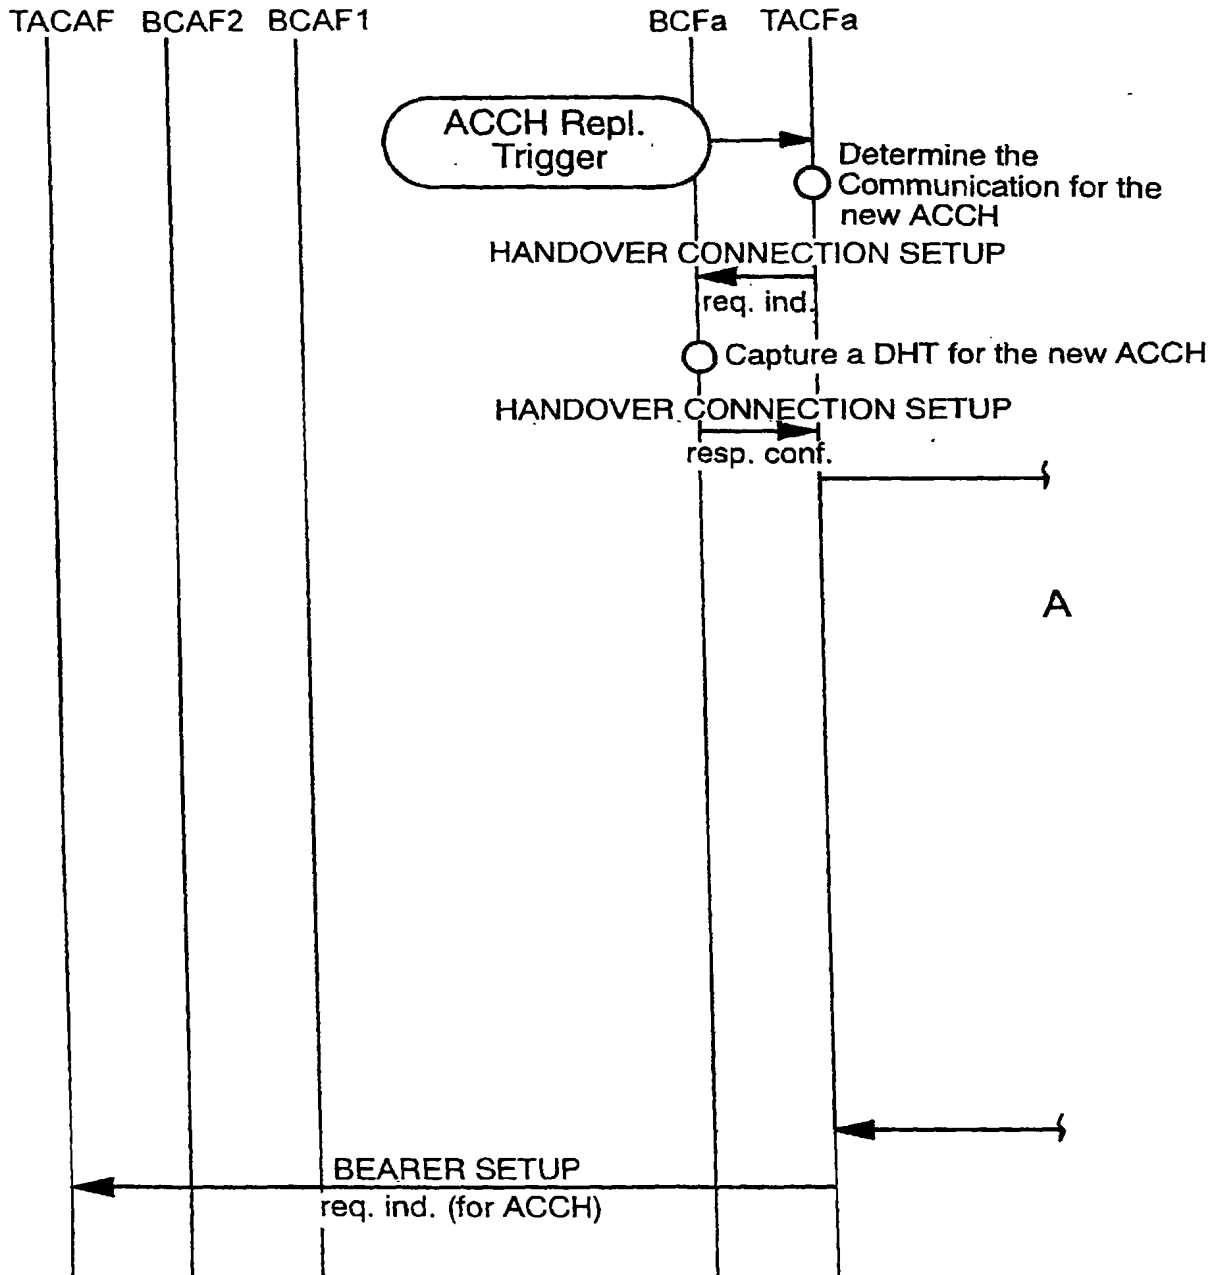 TACAF BCAF2 BCAF1 BCFa TACFa
ACCH Repl.
Trigger
Determine the
Communication for the
new ACCH
HANDOVER CONNECTION SETUP
req. ind.
Capture a DHT for the new ACCH
HANDOVER CONNECTION SETUP
resp. conf.
A
BEARER SETUP
req. ind. (for ACCH)